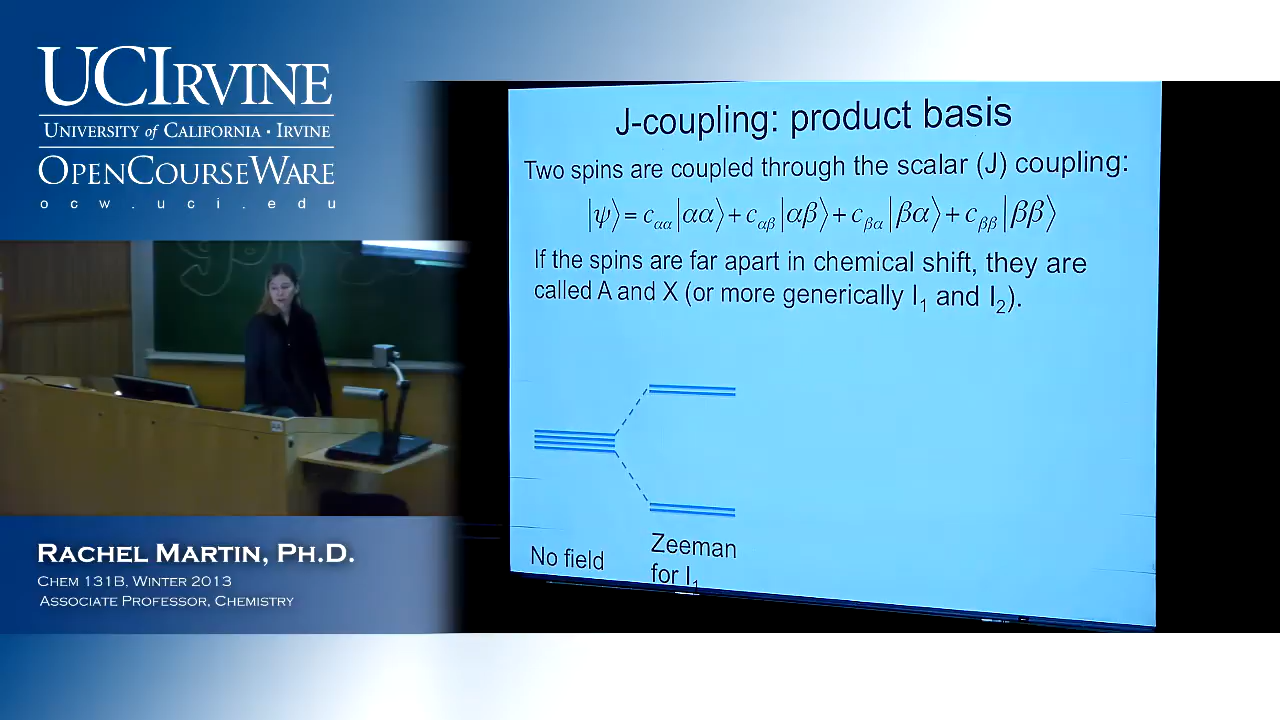 UCIRVINE
UNIVERSITY of CALIFORNIA · IRVINE
OPENCOURSEWARE
ocw.uci.edu
J-coupling: product basis
Two spins are coupled through the scalar (J) coupling:
|ψ⟩ = c_αα|αα⟩ + c_αβ|αβ⟩ + c_βα|βα⟩ + c_ββ|ββ⟩
If the spins are far apart in chemical shift, they are
called A and X (or more generically I₁ and I₂).
No field
Zeeman
for I₁
RACHEL MARTIN, PH.D.
CHEM 131B, WINTER 2013
ASSOCIATE PROFESSOR, CHEMISTRY